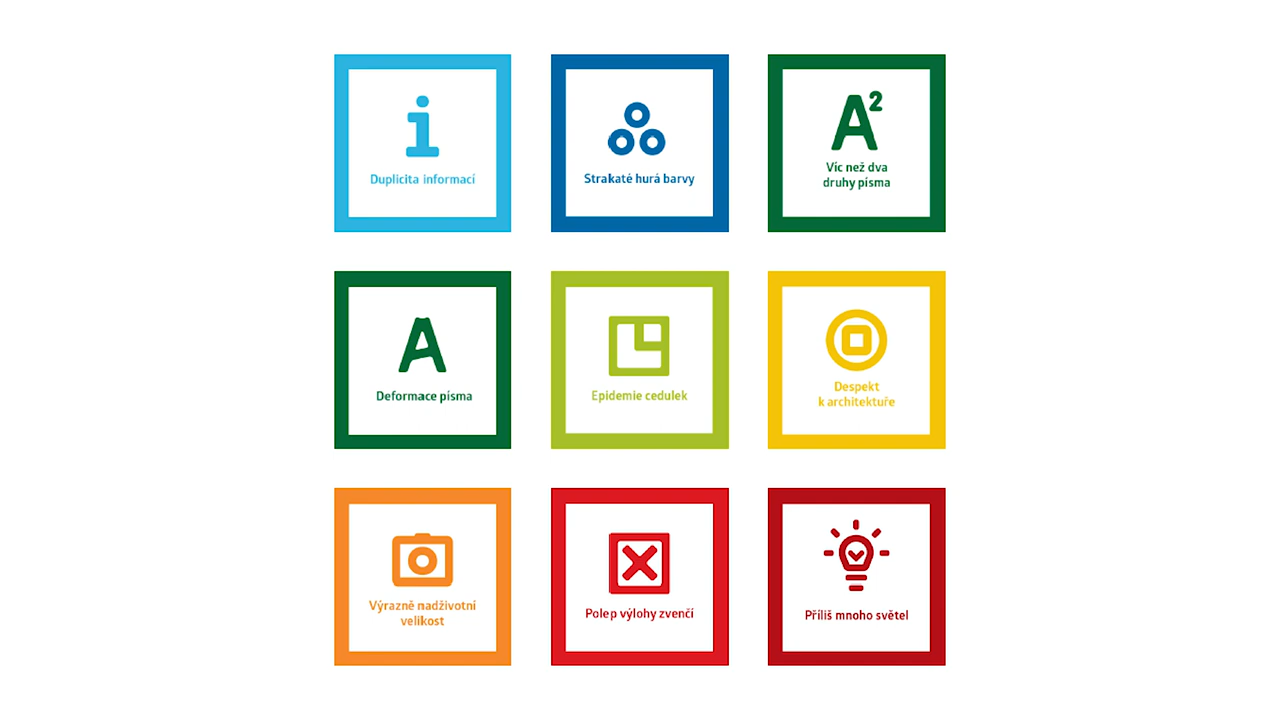 Duplicita informací
Strakaté hurá barvy
A²
Víc než dva
druhy písma
A
Deformace písma
Epidemie cedulek
Despekt
k architektuře
Výrazně nadživotní
velikost
Polep výlohy zvenčí
Příliš mnoho světel